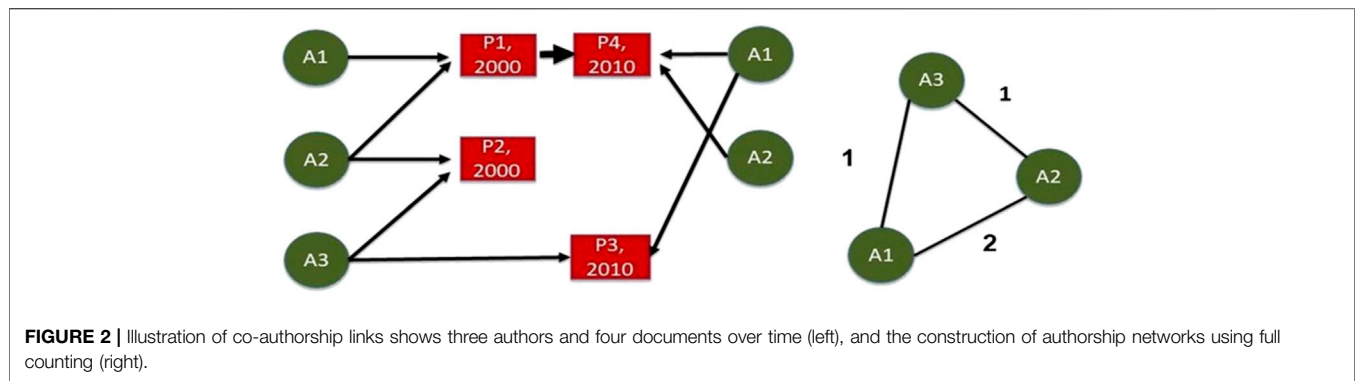 A1
P1,
2000
P4,
2010
A1
A2
P2,
2000
A2
A3
P3,
2010
A3
1
1
A2
2
A1
FIGURE 2 | Illustration of co-authorship links shows three authors and four documents over time (left), and the construction of authorship networks using full
counting (right).